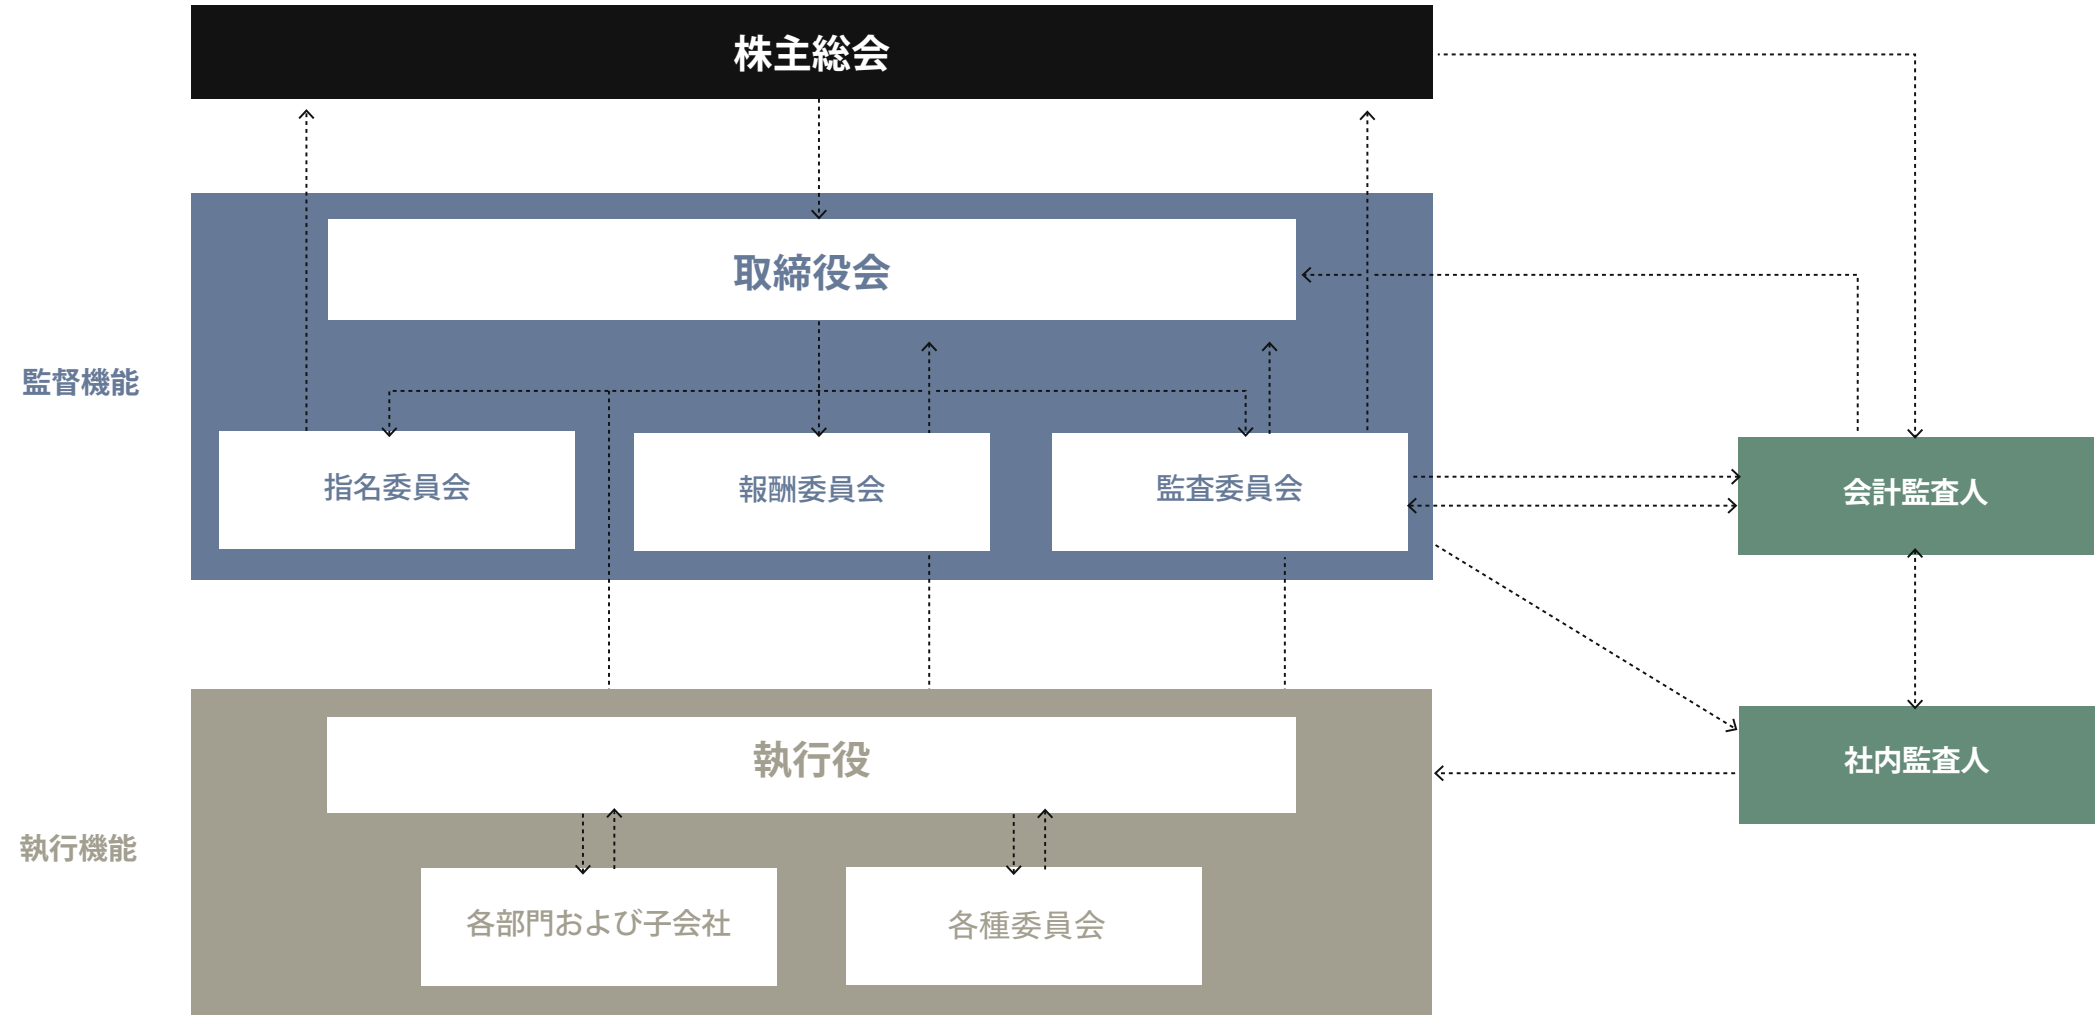 株主総会
取締役会
監督機能
指名委員会
報酬委員会
監査委員会
会計監査人
執行役
社内監査人
執行機能
各部門および子会社
各種委員会